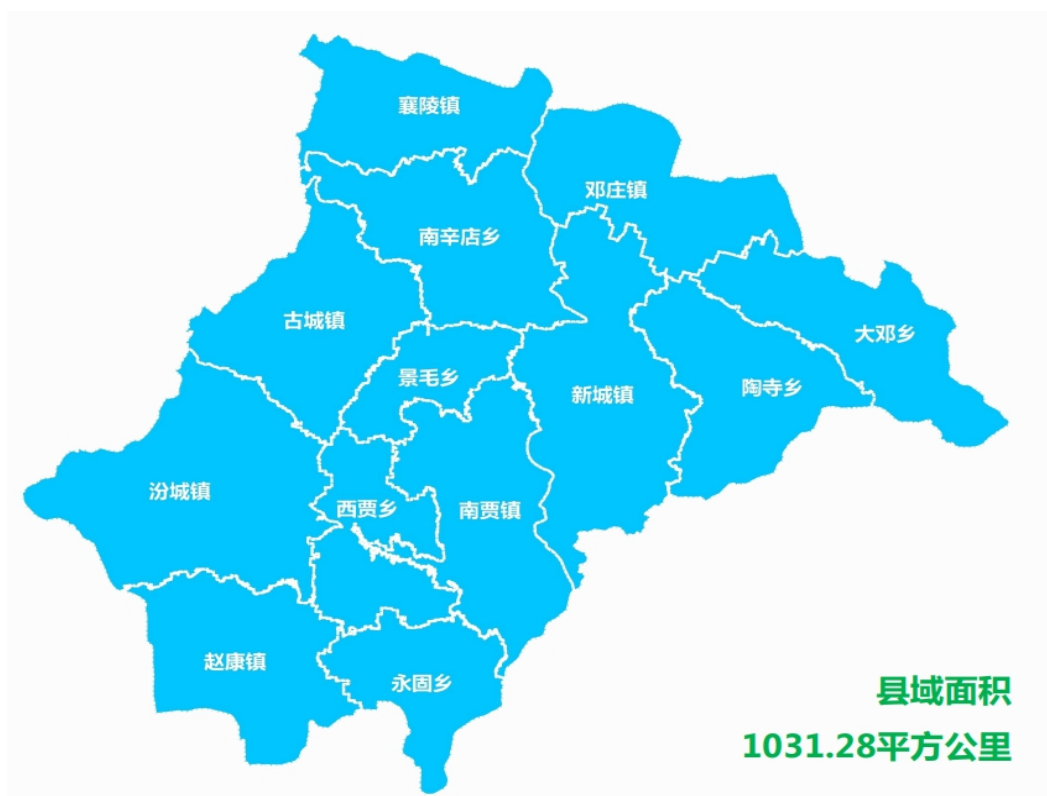 襄陵镇
邓庄镇
南辛店乡
古城镇
大邓乡
景毛乡
陶寺乡
新城镇
汾城镇
西贾乡
南贾镇
赵康镇
永固乡
县域面积
1031.28平方公里